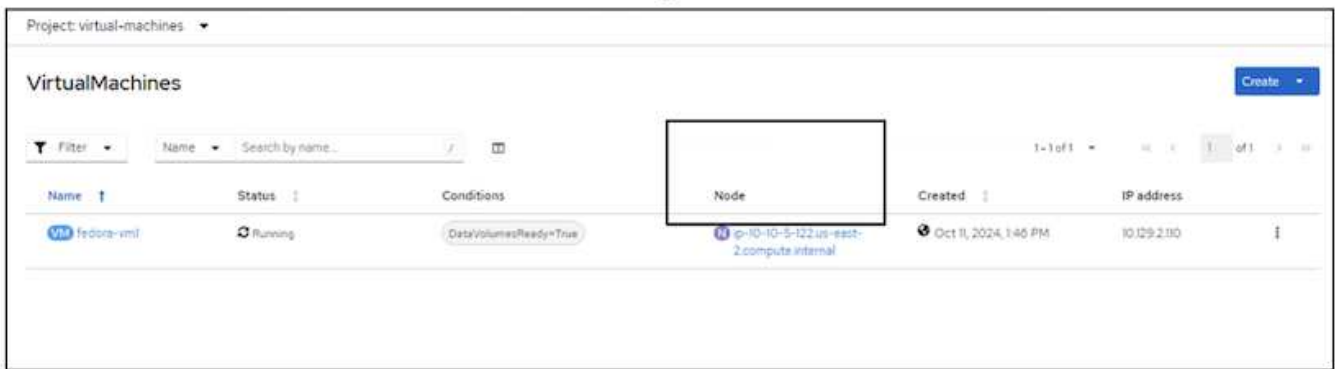 Project: virtual-machines
VirtualMachines
Create
Filter
Name
Search by name...
/
1-1 of 1
1 of 1
Name Status Conditions Node Created IP address
VM fedora-vm1 Running DataVolumesReady=True N ip-10-10-5-122.us-east- Oct 11, 2024, 1:46 PM 10.129.2.110
2.compute.internal